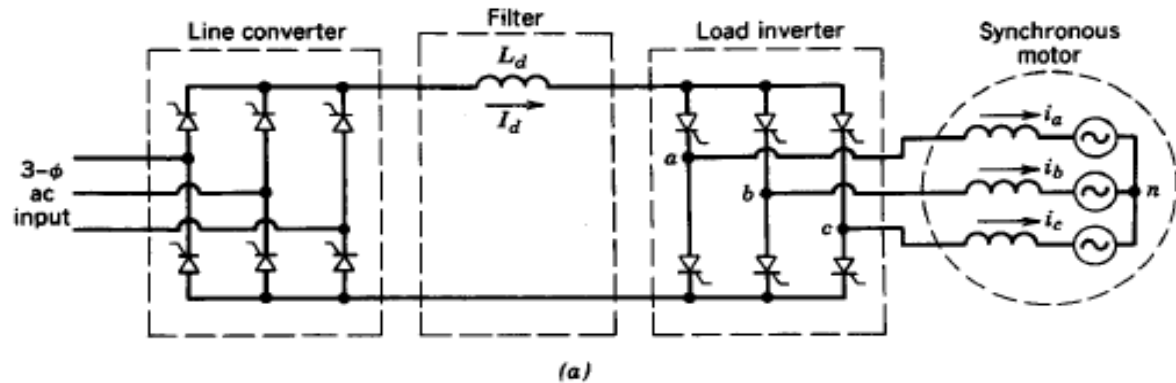 Line converter
Filter
Load inverter
Synchronous
motor
L_d
I_d
3-ϕ
ac
input
a
b
c
i_a
i_b
i_c
n
(a)